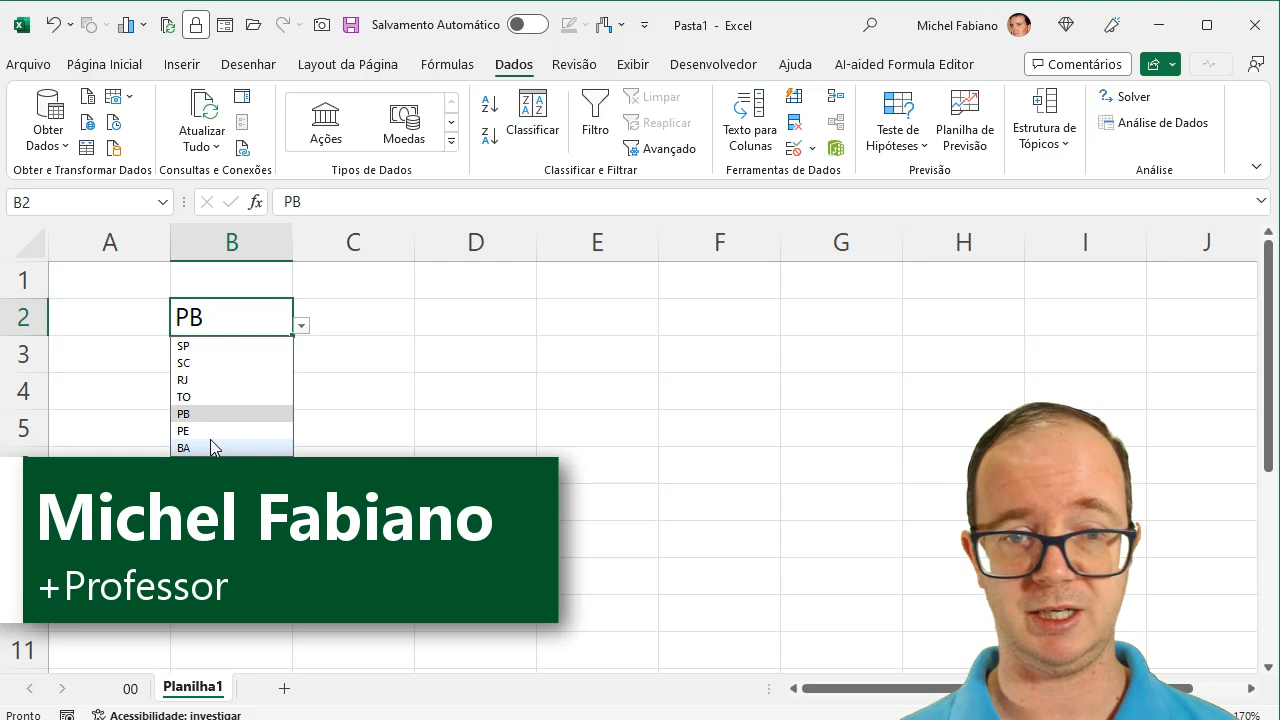 Salvamento Automático
Pasta1 - Excel
Michel Fabiano
Arquivo Página Inicial Inserir Desenhar Layout da Página Fórmulas Dados Revisão Exibir Desenvolvedor Ajuda AI-aided Formula Editor Comentários
Obter Dados
Atualizar Tudo
Ações
Moedas
Classificar
Filtro
Limpar
Reaplicar
Avançado
Texto para Colunas
Teste de Hipóteses
Planilha de Previsão
Estrutura de Tópicos
Solver
Análise de Dados
Obter e Transformar Dados Consultas e Conexões Tipos de Dados Classificar e Filtrar Ferramentas de Dados Previsão Análise
B2 fx PB
A B C D E F G H I J
1
2 PB
3
4
5
SP
SC
RJ
TO
PB
PE
BA
Michel Fabiano
+Professor
11
00 Planilha1
Pronto Acessibilidade: investigar 170%